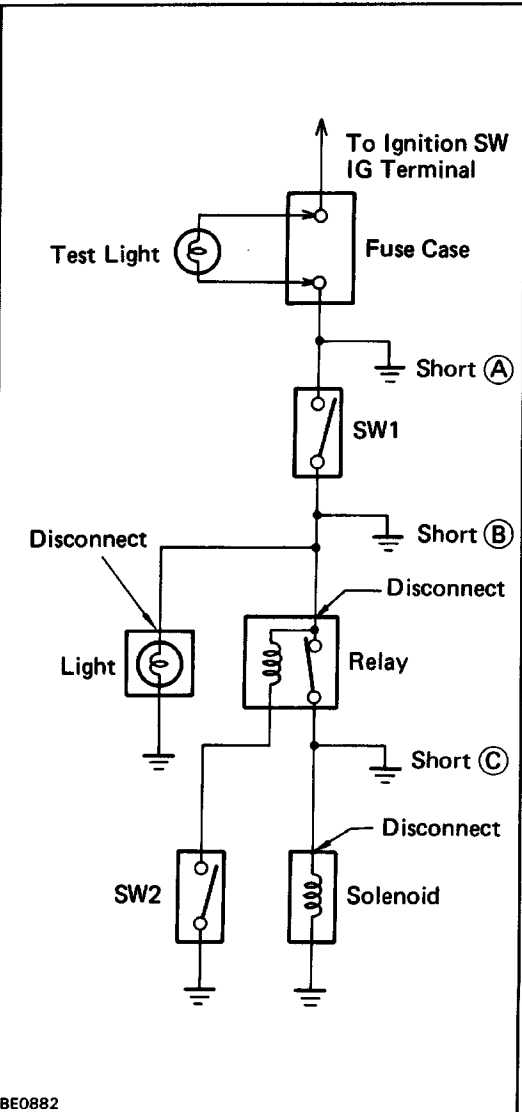 To Ignition SW
IG Terminal
Test Light
Fuse Case
Short Ⓐ
SW1
Short Ⓑ
Disconnect
Disconnect
Light
Relay
Short Ⓒ
Disconnect
SW2
Solenoid
BE0882